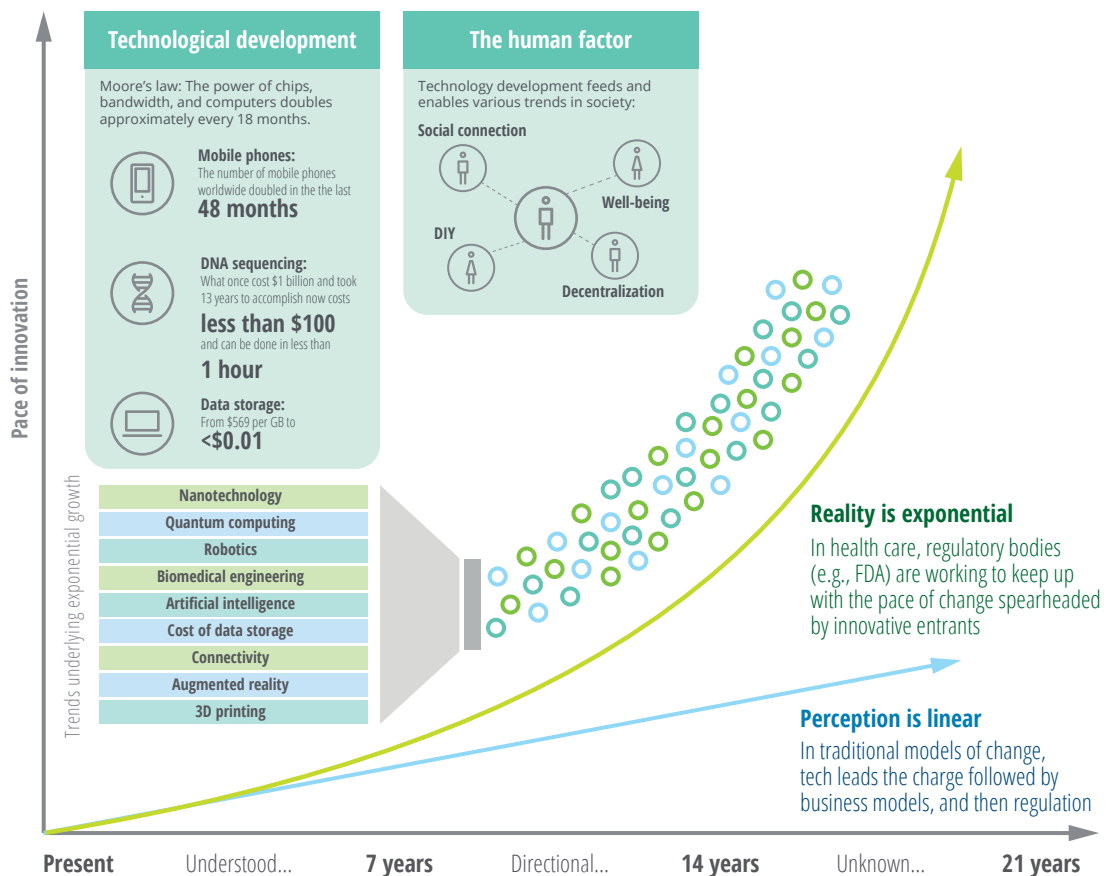 Technological development
Moore's law: The power of chips,
bandwidth, and computers doubles
approximately every 18 months.
Mobile phones:
The number of mobile phones
worldwide doubled in the the last
48 months
DNA sequencing:
What once cost $1 billion and took
13 years to accomplish now costs
less than $100
and can be done in less than
1 hour
Data storage:
From $569 per GB to
<$0.01
The human factor
Technology development feeds and
enables various trends in society:
Social connection
Well-being
DIY
Decentralization
Pace of innovation
Trends underlying exponential growth
Nanotechnology
Quantum computing
Robotics
Biomedical engineering
Artificial intelligence
Cost of data storage
Connectivity
Augmented reality
3D printing
Reality is exponential
In health care, regulatory bodies
(e.g., FDA) are working to keep up
with the pace of change spearheaded
by innovative entrants
Perception is linear
In traditional models of change,
tech leads the charge followed by
business models, and then regulation
Present Understood... 7 years Directional... 14 years Unknown... 21 years